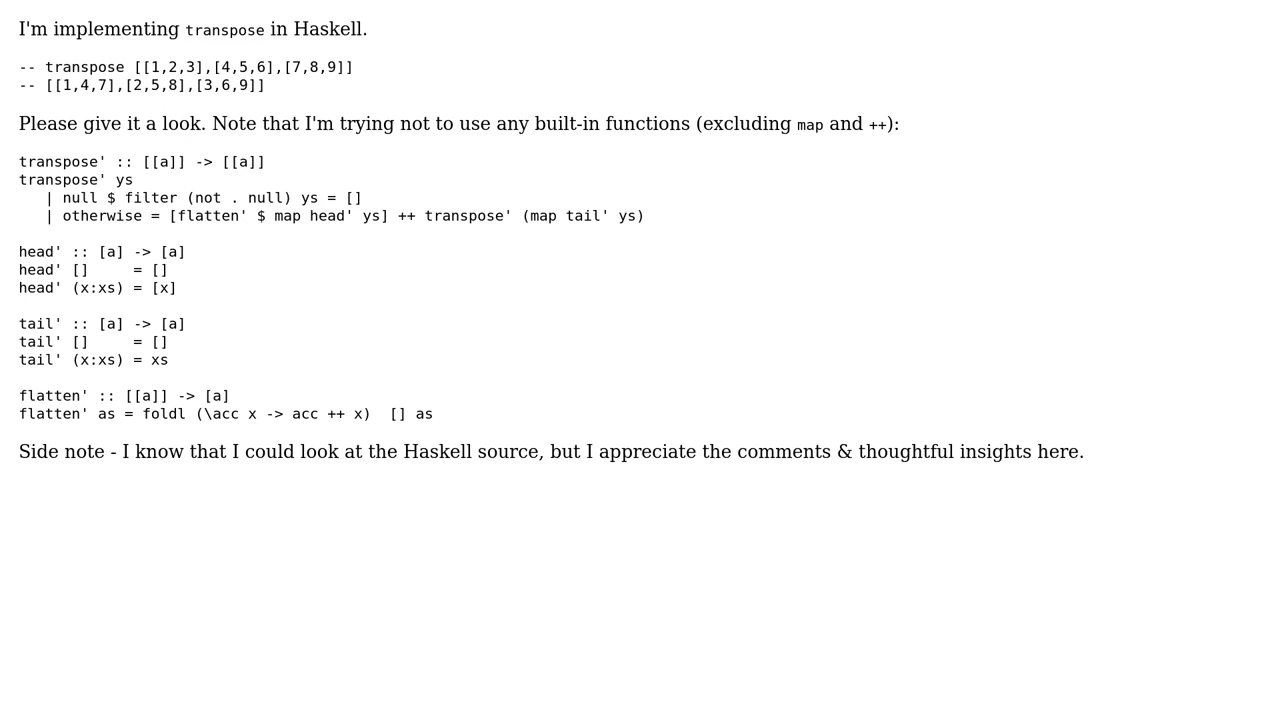 I'm implementing transpose in Haskell.
-- transpose [[1,2,3],[4,5,6],[7,8,9]]
-- [[1,4,7],[2,5,8],[3,6,9]]
Please give it a look. Note that I'm trying not to use any built-in functions (excluding map and ++):
transpose' :: [[a]] -> [[a]]
transpose' ys
   | null $ filter (not . null) ys = []
   | otherwise = [flatten' $ map head' ys] ++ transpose' (map tail' ys)
head' :: [a] -> [a]
head' []     = []
head' (x:xs) = [x]
tail' :: [a] -> [a]
tail' []     = []
tail' (x:xs) = xs
flatten' :: [[a]] -> [a]
flatten' as = foldl (\acc x -> acc ++ x)  [] as
Side note - I know that I could look at the Haskell source, but I appreciate the comments & thoughtful insights here.